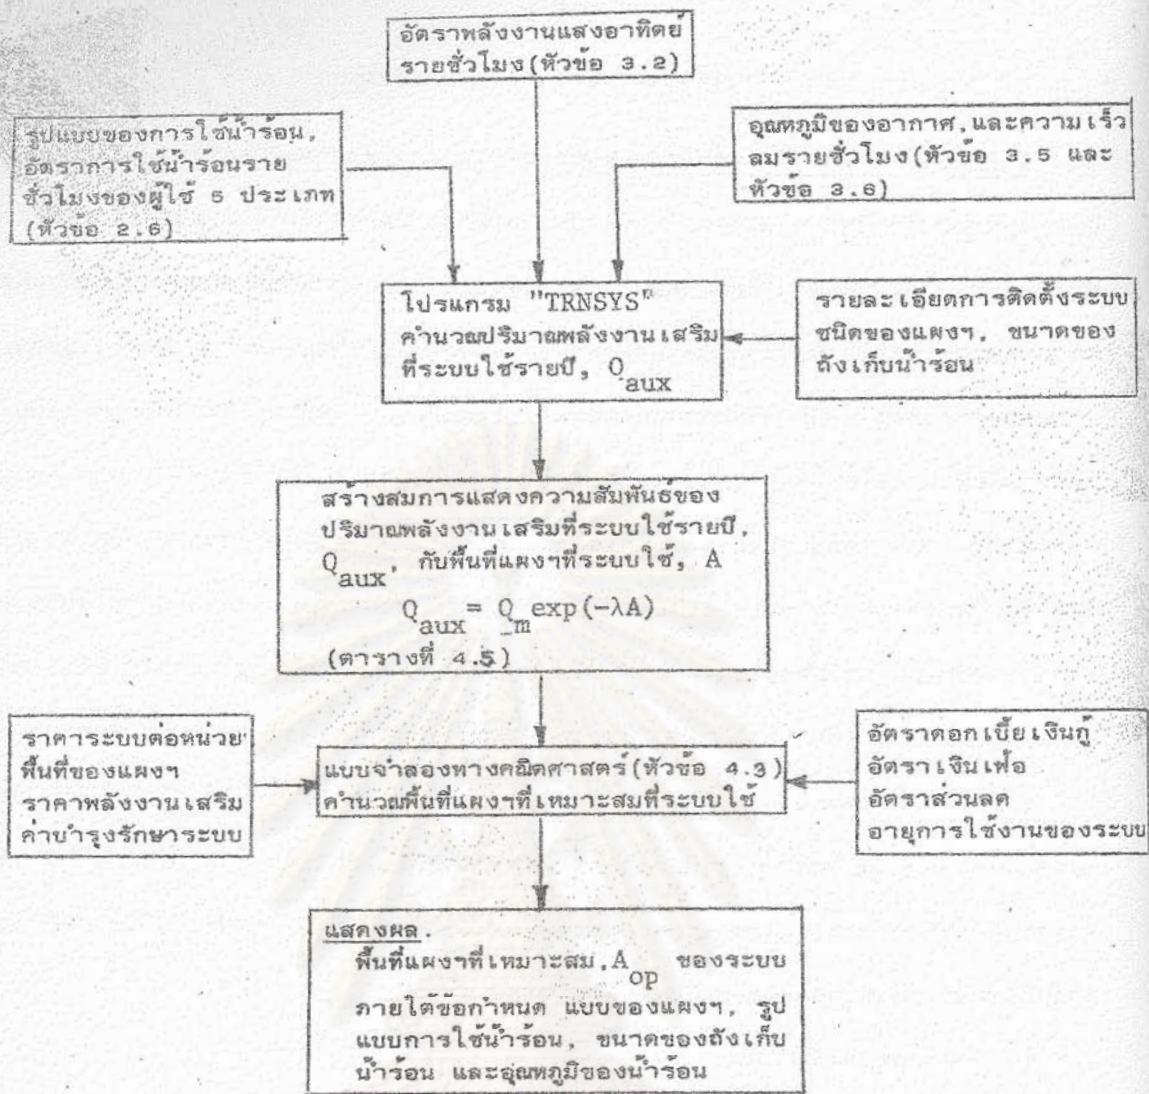 อัตราพลังงานแสงอาทิตย์
รายชั่วโมง(หัวข้อ 3.2)
รูปแบบของการใช้น้ำร้อน,
อัตราการใช้น้ำร้อนราย
ชั่วโมงของผู้ใช้ 5 ประเภท
(หัวข้อ 2.6)
อุณหภูมิของอากาศ,และความเร็ว
ลมรายชั่วโมง(หัวข้อ 3.5 และ
หัวข้อ 3.6)
โปรแกรม "TRNSYS"
คำนวณปริมาณพลังงานเสริม
ที่ระบบใช้รายปี, Q_aux
รายละเอียดการติดตั้งระบบ
ชนิดของแผงฯ, ขนาดของ
ถังเก็บน้ำร้อน
สร้างสมการแสดงความสัมพันธ์ของ
ปริมาณพลังงานเสริมที่ระบบใช้รายปี,
Q_aux, กับพื้นที่แผงฯที่ระบบใช้, A
Q_aux = Q_m exp(-λA)
(ตารางที่ 4.5)
ราคาระบบต่อหน่วย
พื้นที่ของแผงฯ
ราคาพลังงานเสริม
ค่าบำรุงรักษาระบบ
แบบจำลองทางคณิตศาสตร์(หัวข้อ 4.3)
คำนวณพื้นที่แผงฯที่เหมาะสมที่ระบบใช้
อัตราดอกเบี้ยเงินกู้
อัตราเงินเฟ้อ
อัตราส่วนลด
อายุการใช้งานของระบบ
แสดงผล.
พื้นที่แผงฯที่เหมาะสม,A_op ของระบบ
ภายใต้ข้อกำหนด แบบของแผงฯ, รูป
แบบการใช้น้ำร้อน, ขนาดของถังเก็บ
น้ำร้อน และอุณหภูมิของน้ำร้อน